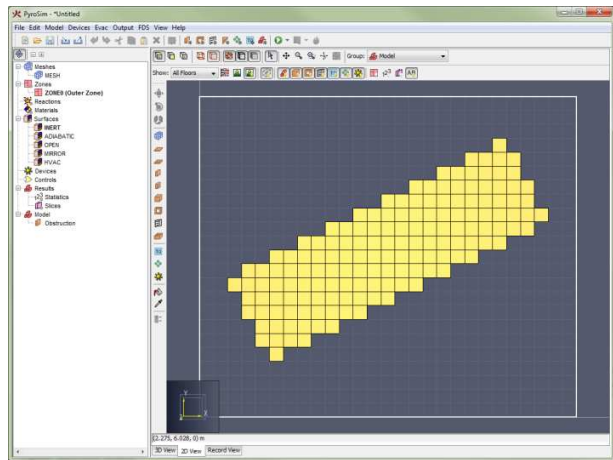 PyroSim - *Untitled
File Edit Model Devices Evac Output FDS View Help
Group: Model
Show: All Floors
Meshes
MESH
Zones
ZONE0 (Outer Zone)
Reactions
Materials
Surfaces
INERT
ADIABATIC
OPEN
MIRROR
HVAC
Devices
Controls
Results
Statistics
Slices
Model
Obstruction
Y
X
(2.275, 6.028, 0) m
3D View 2D View Record View